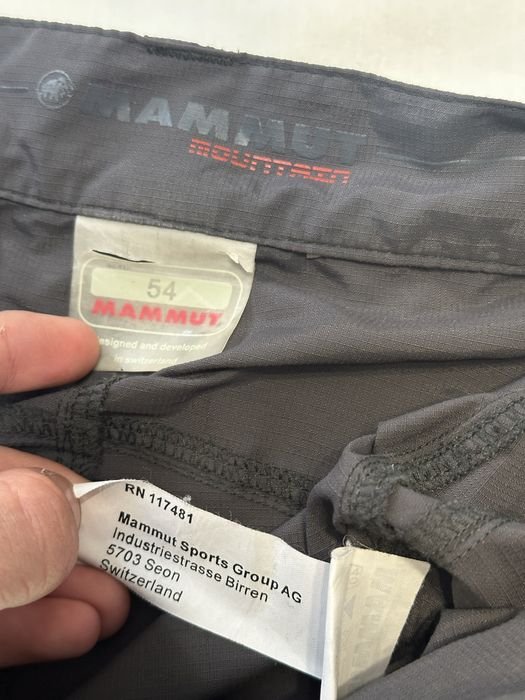 MAMMUT
MOUNTAIN
54
MAMMUT
esigned and developed
in switzerland
RN 117481
Mammut Sports Group AG
Industriestrasse Birren
5703 Seon
Switzerland